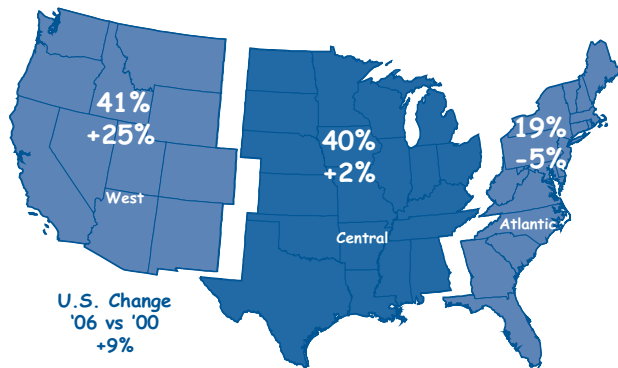 41%
+25%
West
40%
+2%
Central
19%
-5%
Atlantic
U.S. Change
'06 vs '00
+9%